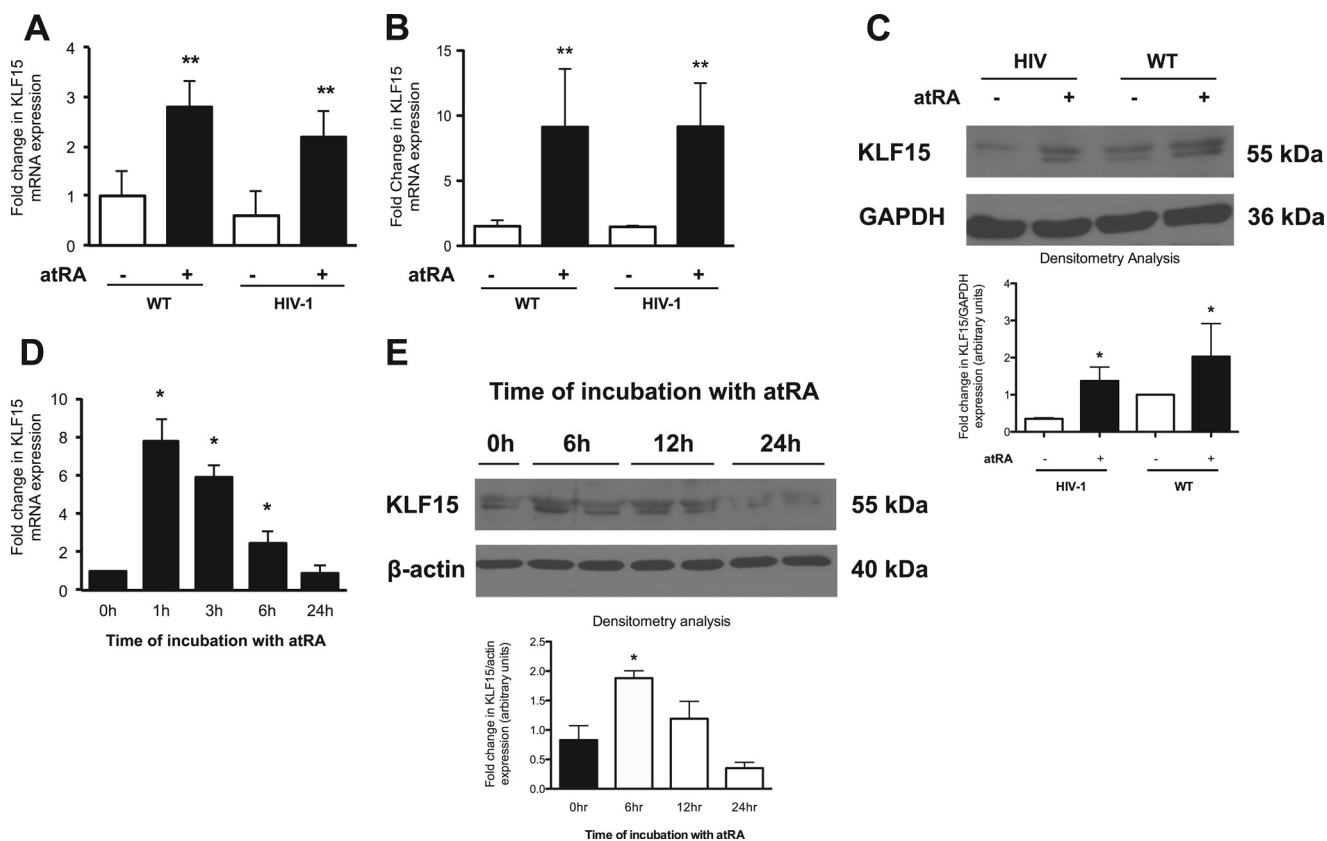 A
Fold change in KLF15
mRNA expression
4
3
2
1
0
**
**
atRA
- + - +
WT HIV-1
B
Fold Change in KLF15
mRNA expression
15
10
5
0
**
**
atRA
- + - +
WT HIV-1
C
HIV WT
atRA - + - +
KLF15 55 kDa
GAPDH 36 kDa
Densitometry Analysis
Fold change in KLF15/GAPDH
expression (arbitrary units)
4
3
2
1
0
*
*
atRA - + - +
HIV-1 WT
D
Fold change in KLF15
mRNA expression
10
8
6
4
2
0
*
*
*
0h 1h 3h 6h 24h
Time of incubation with atRA
E
Time of incubation with atRA
0h 6h 12h 24h
KLF15 55 kDa
β-actin 40 kDa
Densitometry analysis
Fold change in KLF15/actin
expression (arbitrary units)
2.5
2.0
1.5
1.0
0.5
0.0
*
0hr 6hr 12hr 24hr
Time of incubation with atRA